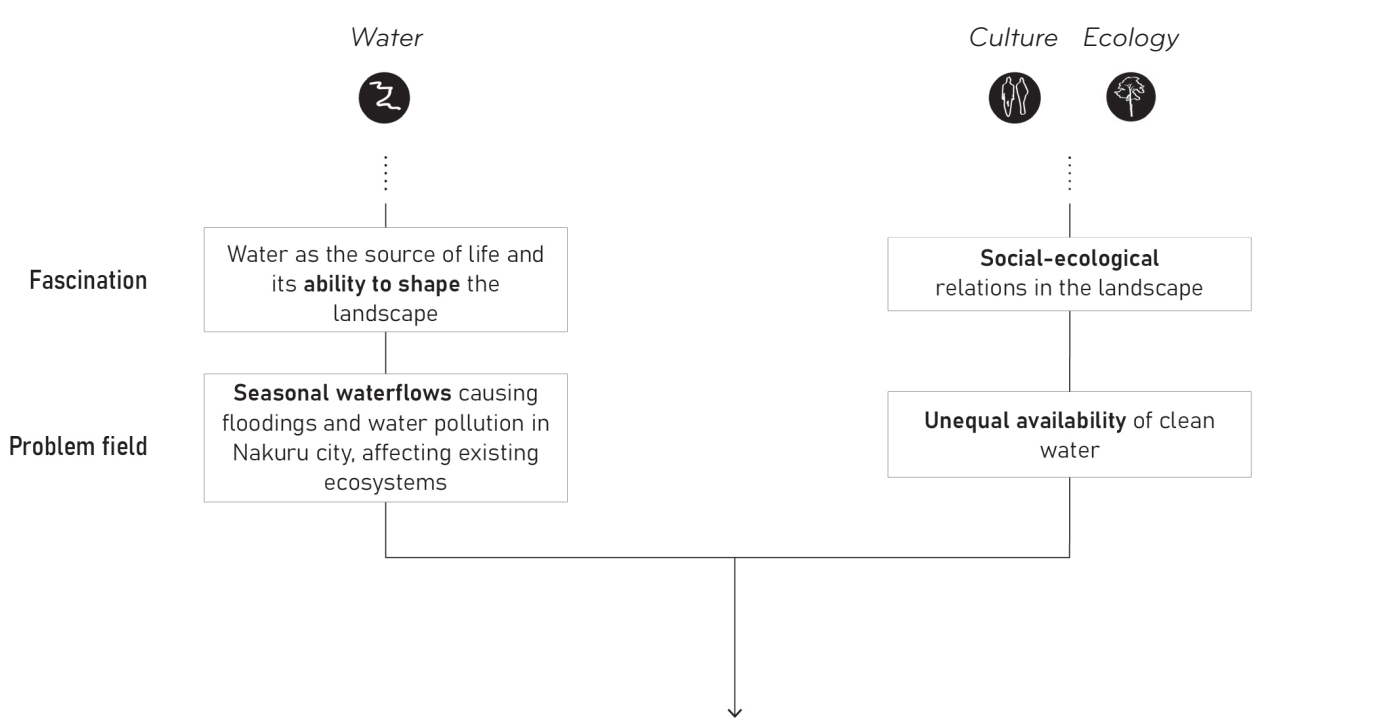 Water
Culture Ecology
Fascination
Water as the source of life and
its ability to shape the
landscape
Social-ecological
relations in the landscape
Problem field
Seasonal waterflows causing
floodings and water pollution in
Nakuru city, affecting existing
ecosystems
Unequal availability of clean
water